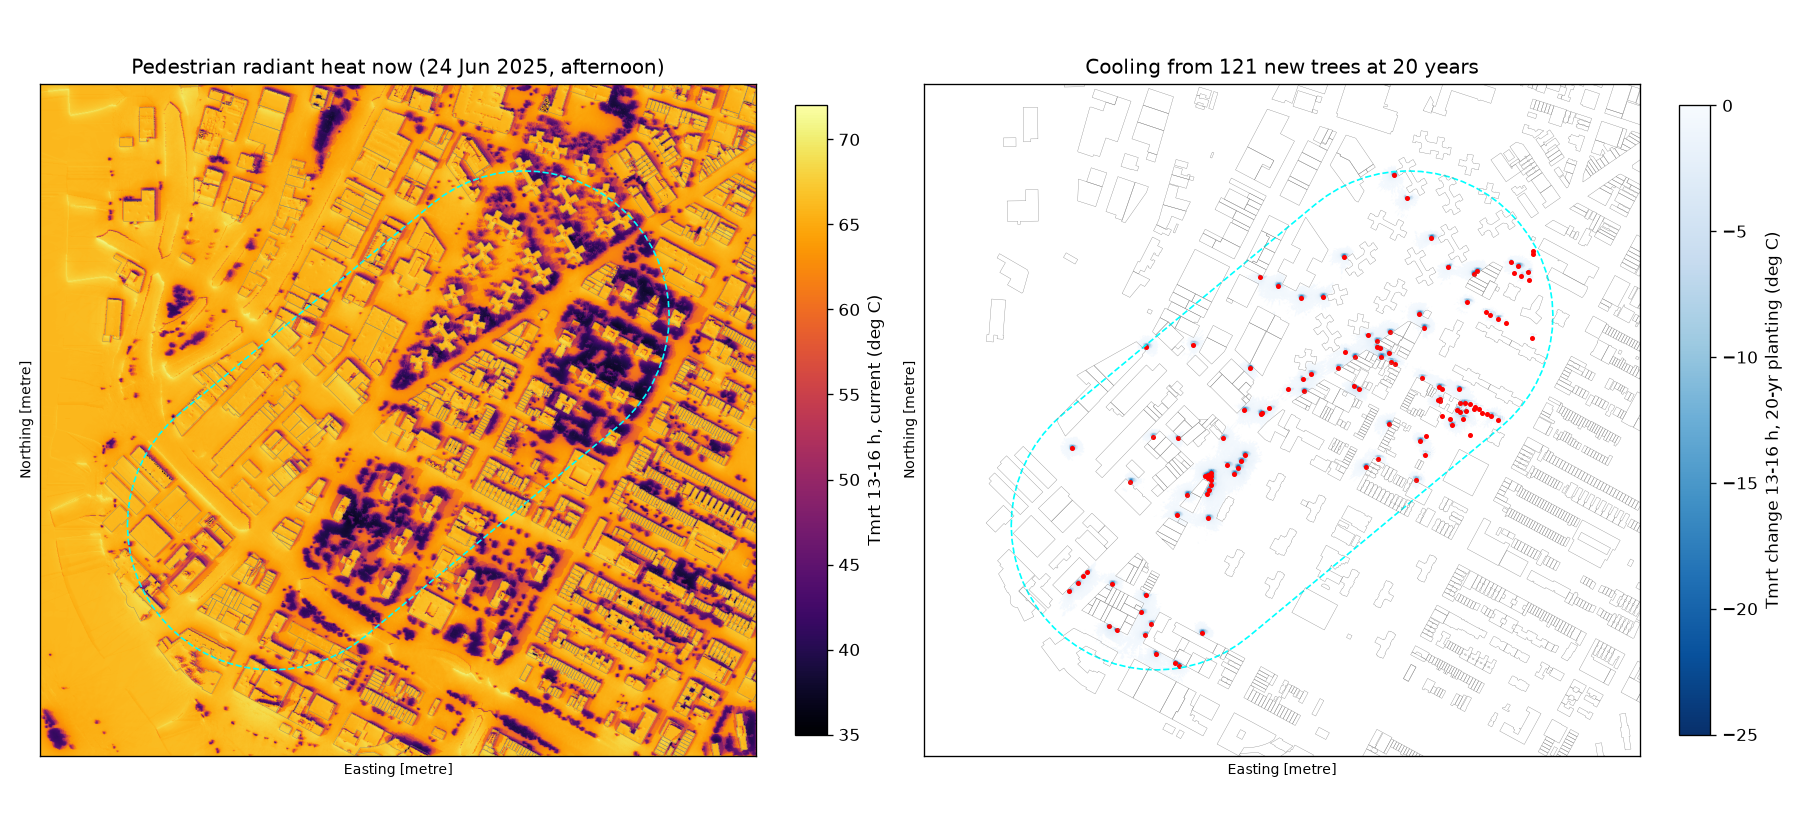 Pedestrian radiant heat now (24 Jun 2025, afternoon)
Northing [metre]
Easting [metre]
70
65
60
55
50
45
40
35
Tmrt 13-16 h, current (deg C)
Cooling from 121 new trees at 20 years
Northing [metre]
Easting [metre]
0
−5
−10
−15
−20
−25
Tmrt change 13-16 h, 20-yr planting (deg C)